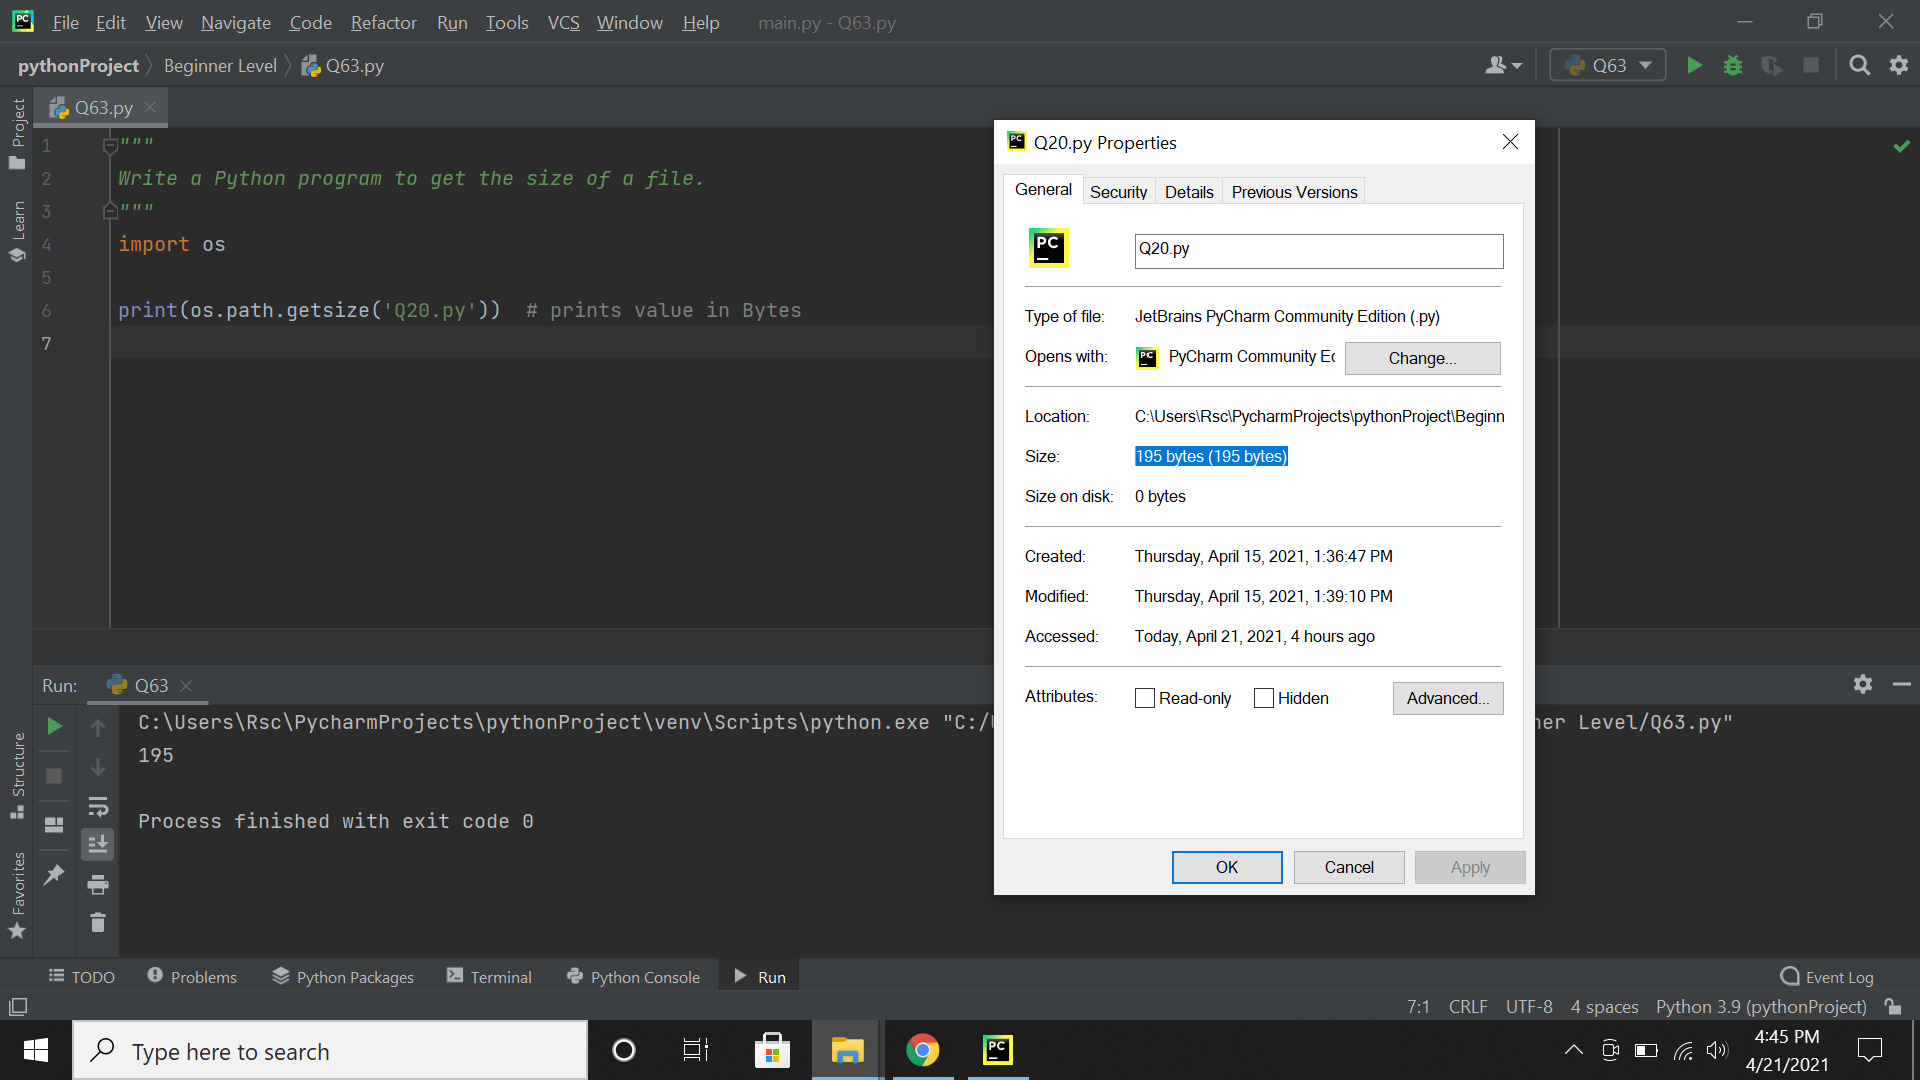 PC File Edit View Navigate Code Refactor Run Tools VCS Window Help main.py - Q63.py
pythonProject Beginner Level Q63.py
Q63
Project
Learn
Structure
Favorites
Q63.py
1 """
2 Write a Python program to get the size of a file.
3 """
4 import os
5
6 print(os.path.getsize('Q20.py')) # prints value in Bytes
7
PC Q20.py Properties
General Security Details Previous Versions
PC Q20.py
Type of file: JetBrains PyCharm Community Edition (.py)
Opens with: PC PyCharm Community Ec Change...
Location: C:\Users\Rsc\PycharmProjects\pythonProject\Beginn
Size: 195 bytes (195 bytes)
Size on disk: 0 bytes
Created: Thursday, April 15, 2021, 1:36:47 PM
Modified: Thursday, April 15, 2021, 1:39:10 PM
Accessed: Today, April 21, 2021, 4 hours ago
Attributes: Read-only Hidden Advanced...
OK Cancel Apply
Run: Q63
C:\Users\Rsc\PycharmProjects\pythonProject\venv\Scripts\python.exe "C:/U ner Level/Q63.py"
195
Process finished with exit code 0
TODO Problems Python Packages Terminal Python Console Run Event Log
7:1 CRLF UTF-8 4 spaces Python 3.9 (pythonProject)
Type here to search
PC
4:45 PM
4/21/2021